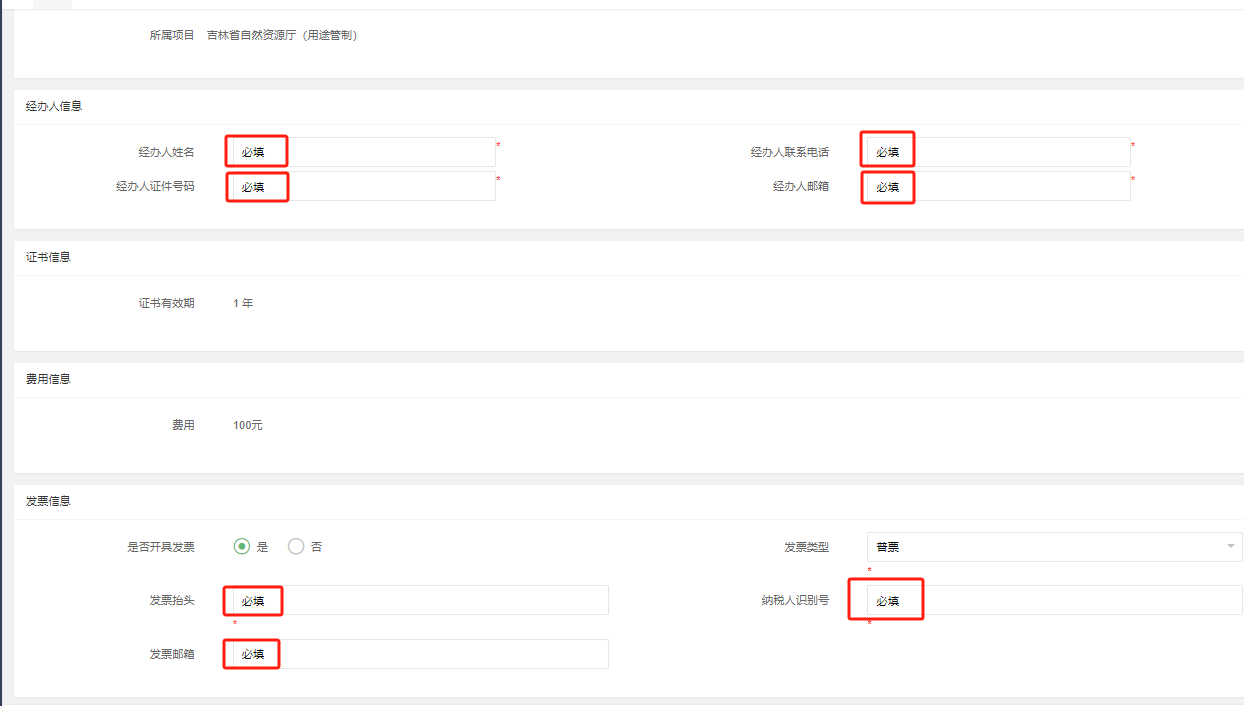 所属项目 吉林省自然资源厅（用途管制）
经办人信息
经办人姓名 必填 * 经办人联系电话 必填 *
经办人证件号码 必填 * 经办人邮箱 必填 *
证书信息
证书有效期 1 年
费用信息
费用 100元
发票信息
是否开具发票 是 否 发票类型 普票
*
发票抬头 必填 纳税人识别号 必填
* *
发票邮箱 必填